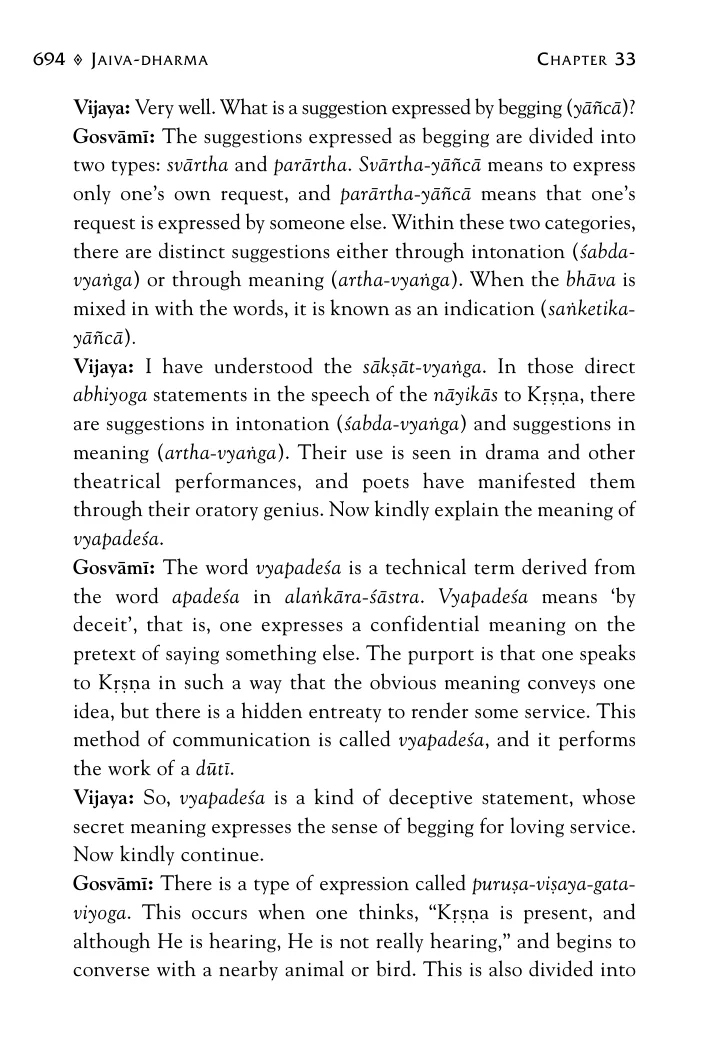 694 ◈ JAIVA-DHARMA CHAPTER 33
Vijaya: Very well. What is a suggestion expressed by begging (yāñcā)?
Gosvāmī: The suggestions expressed as begging are divided into
two types: svārtha and parārtha. Svārtha-yāñcā means to express
only one's own request, and parārtha-yāñcā means that one's
request is expressed by someone else. Within these two categories,
there are distinct suggestions either through intonation (śabda-
vyaṅga) or through meaning (artha-vyaṅga). When the bhāva is
mixed in with the words, it is known as an indication (saṅketika-
yāñcā).
Vijaya: I have understood the sākṣāt-vyaṅga. In those direct
abhiyoga statements in the speech of the nāyikās to Kṛṣṇa, there
are suggestions in intonation (śabda-vyaṅga) and suggestions in
meaning (artha-vyaṅga). Their use is seen in drama and other
theatrical performances, and poets have manifested them
through their oratory genius. Now kindly explain the meaning of
vyapadeśa.
Gosvāmī: The word vyapadeśa is a technical term derived from
the word apadeśa in alaṅkāra-śāstra. Vyapadeśa means ‘by
deceit’, that is, one expresses a confidential meaning on the
pretext of saying something else. The purport is that one speaks
to Kṛṣṇa in such a way that the obvious meaning conveys one
idea, but there is a hidden entreaty to render some service. This
method of communication is called vyapadeśa, and it performs
the work of a dūtī.
Vijaya: So, vyapadeśa is a kind of deceptive statement, whose
secret meaning expresses the sense of begging for loving service.
Now kindly continue.
Gosvāmī: There is a type of expression called puruṣa-viṣaya-gata-
viyoga. This occurs when one thinks, “Kṛṣṇa is present, and
although He is hearing, He is not really hearing,” and begins to
converse with a nearby animal or bird. This is also divided into